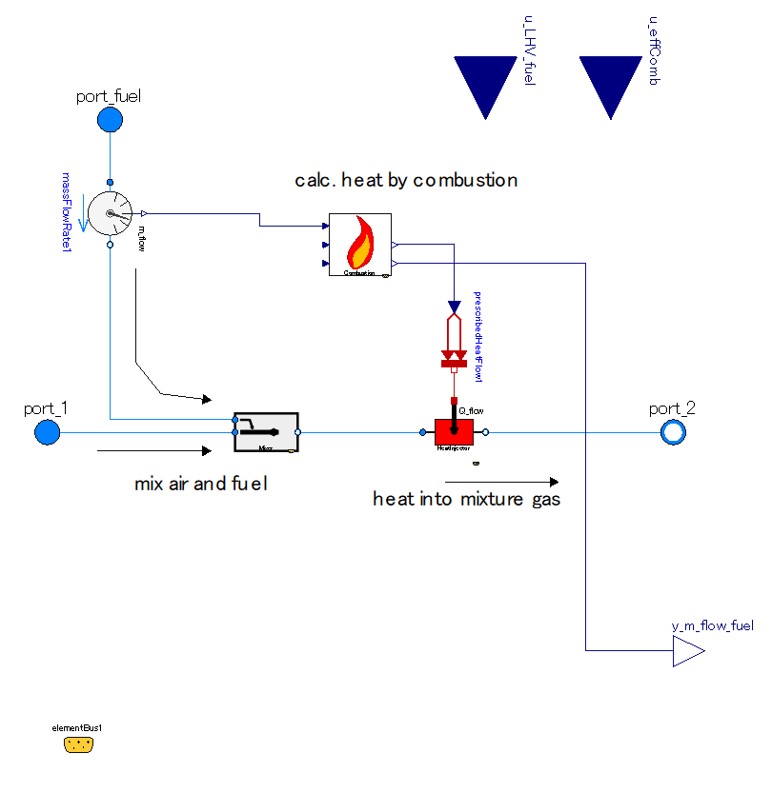 u_LHV_fuel
u_effComb
port_fuel
calc. heat by combustion
massFlowRate1
m_flow
Combustion
prescribedHeatFlow1
port_1
Q_flow
port_2
Mixer
HeatInjector
mix air and fuel
heat into mixture gas
y_m_flow_fuel
elementBus1